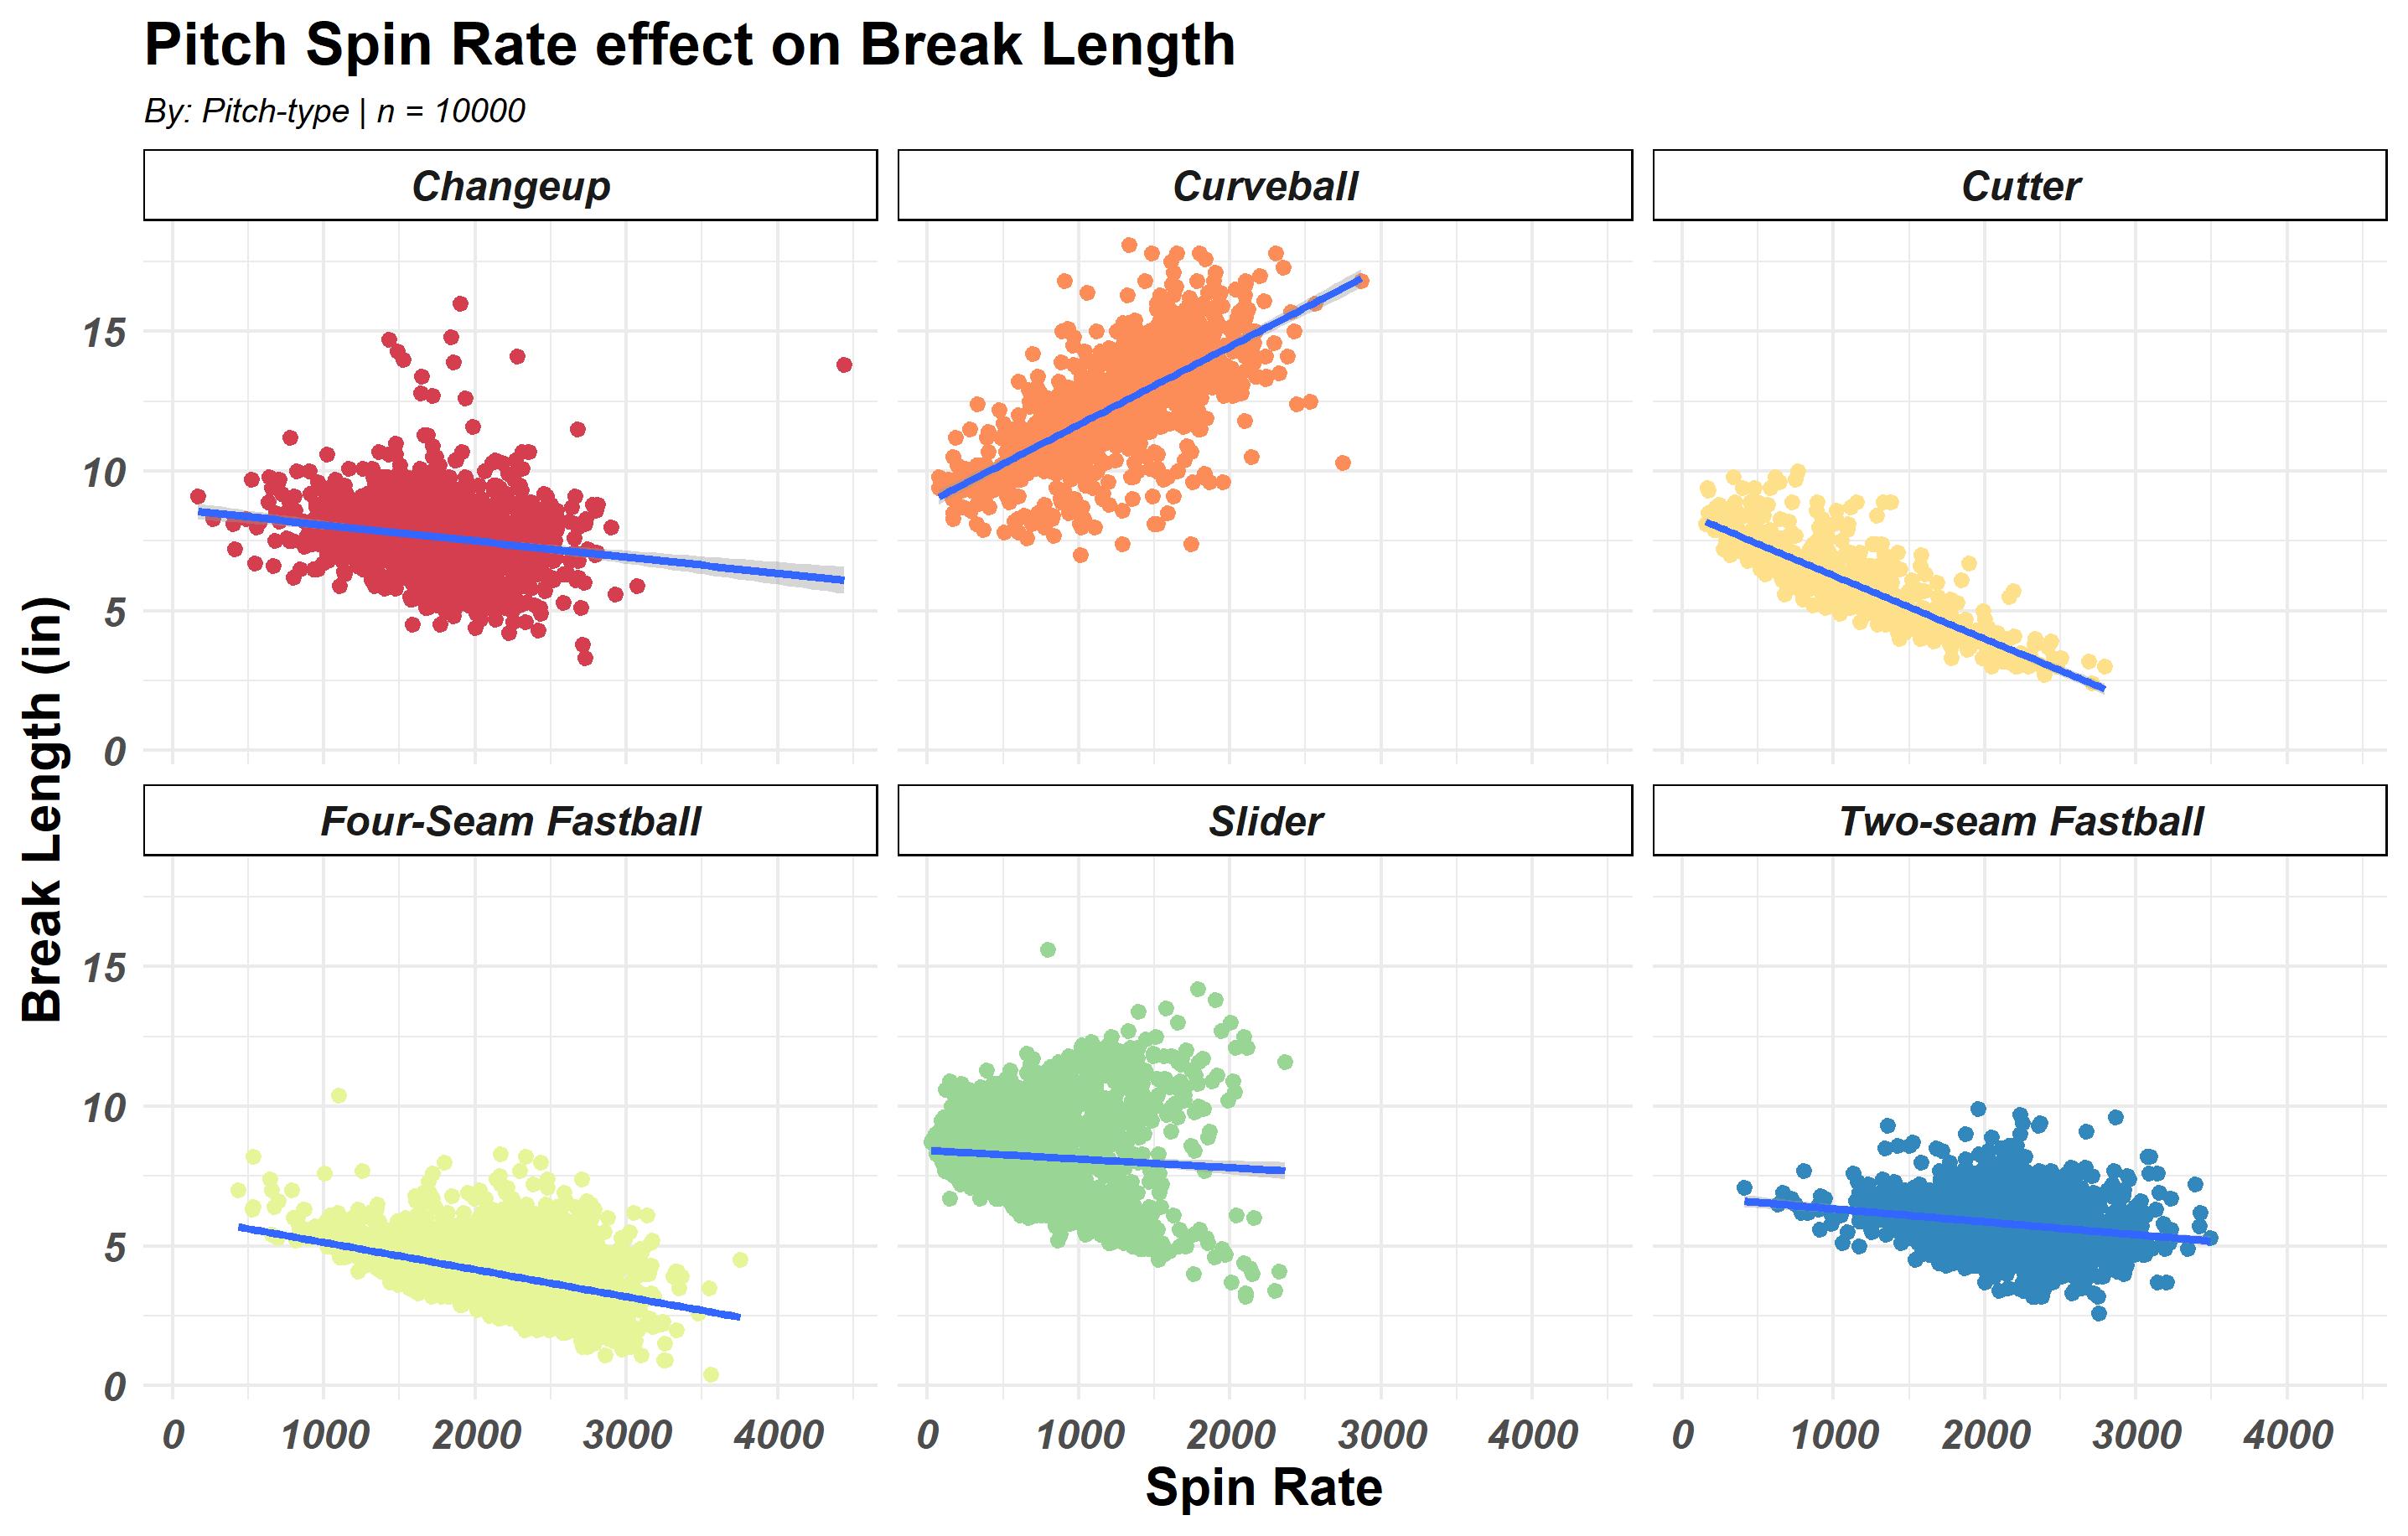 Pitch Spin Rate effect on Break Length
By: Pitch-type | n = 10000
Changeup
Curveball
Cutter
15
10
5
0
Break Length (in)
Four-Seam Fastball
Slider
Two-seam Fastball
15
10
5
0
0 1000 2000 3000 4000
0 1000 2000 3000 4000
0 1000 2000 3000 4000
Spin Rate